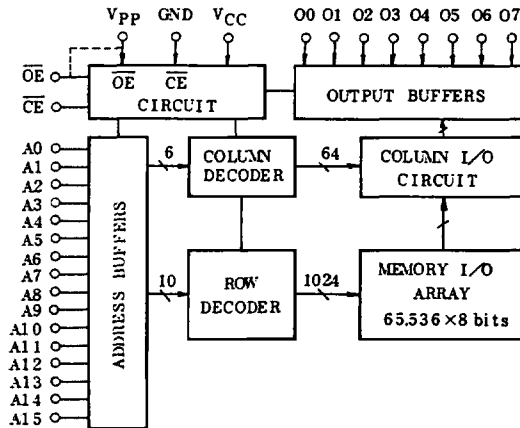 VPP GND VCC O0 O1 O2 O3 O4 O5 O6 O7
OE
CE
OE CE
CIRCUIT
OUTPUT BUFFERS
A0
A1
A2
A3
A4
A5
A6
A7
A8
A9
A10
A11
A12
A13
A14
A15
ADDRESS BUFFERS
6
COLUMN
DECODER
64
COLUMN I/O
CIRCUIT
10
ROW
DECODER
1024
MEMORY I/O
ARRAY
65,536×8 bits